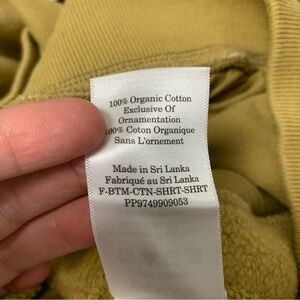 100% Organic Cotton
Exclusive Of
Ornamentation
100% Coton Organique
Sans L'ornement
Made in Sri Lanka
Fabriqué au Sri Lanka
F-BTM-CTN-SHRT-SHRT
PP9749909053